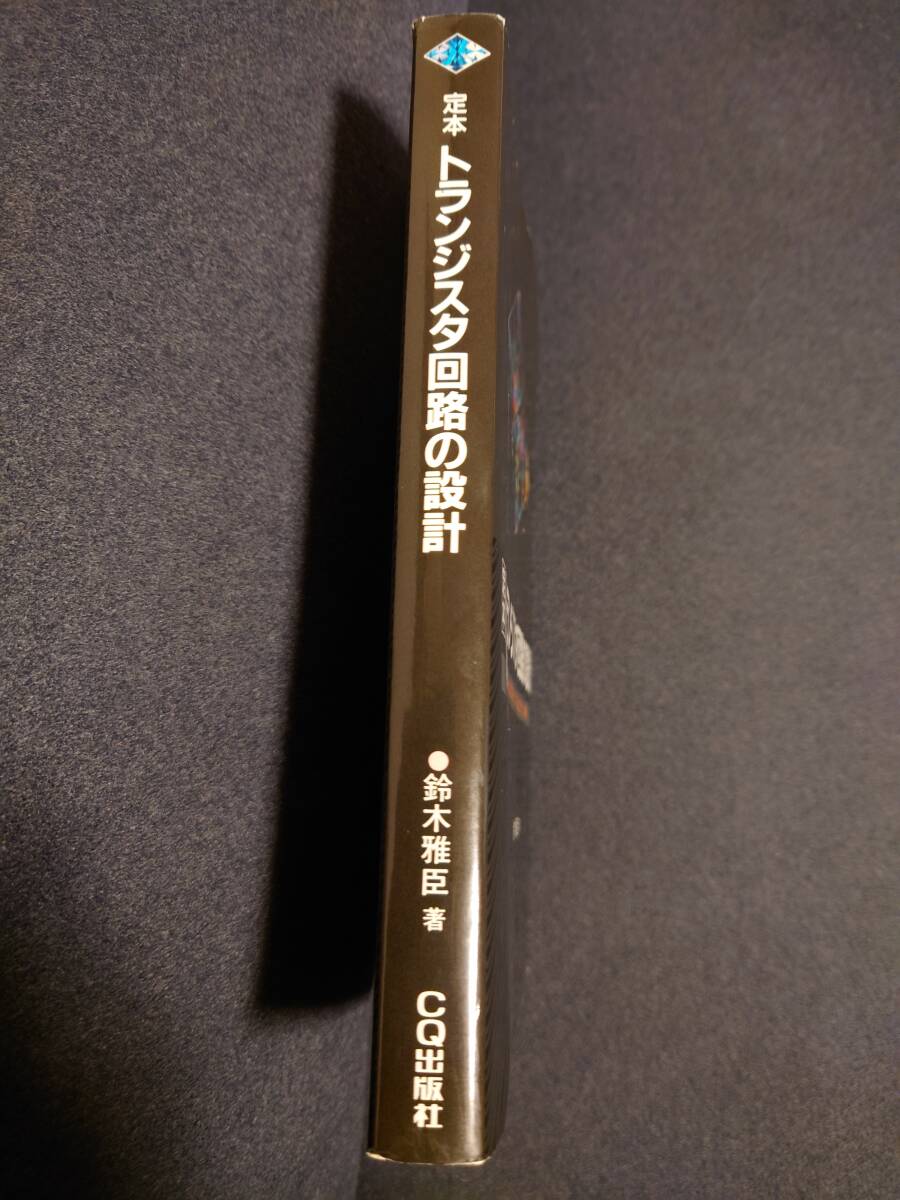 定本 トランジスタ回路の設計
●鈴木雅臣 著
CQ出版社